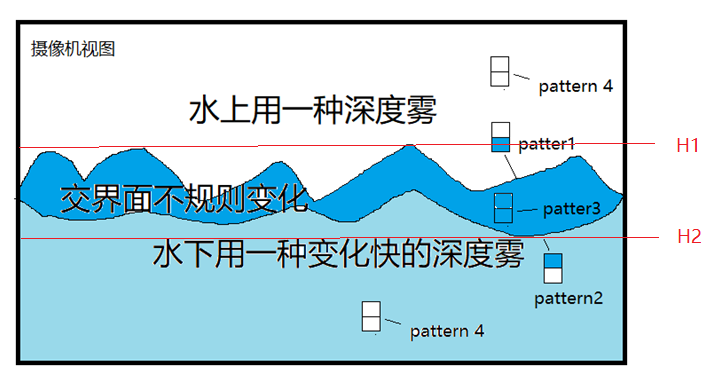 摄像机视图
pattern 4
水上用一种深度雾
H1
patter1
交界面不规则变化
patter3
H2
水下用一种变化快的深度雾
pattern2
pattern 4